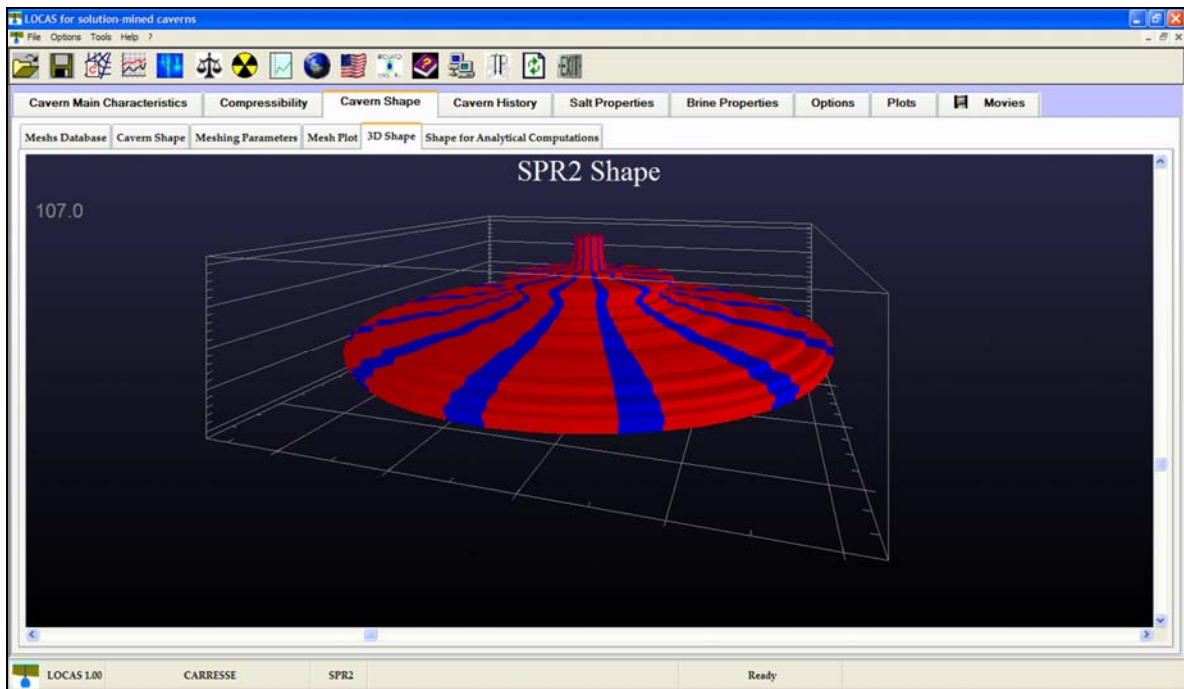 LOCAS for solution-mined caverns
File Options Tools Help ?
EXIT
Cavern Main Characteristics Compressibility Cavern Shape Cavern History Salt Properties Brine Properties Options Plots Movies
Meshs Database Cavern Shape Meshing Parameters Mesh Plot 3D Shape Shape for Analytical Computations
SPR2 Shape
107.0
LOCAS 1.00 CARRESSE SPR2 Ready